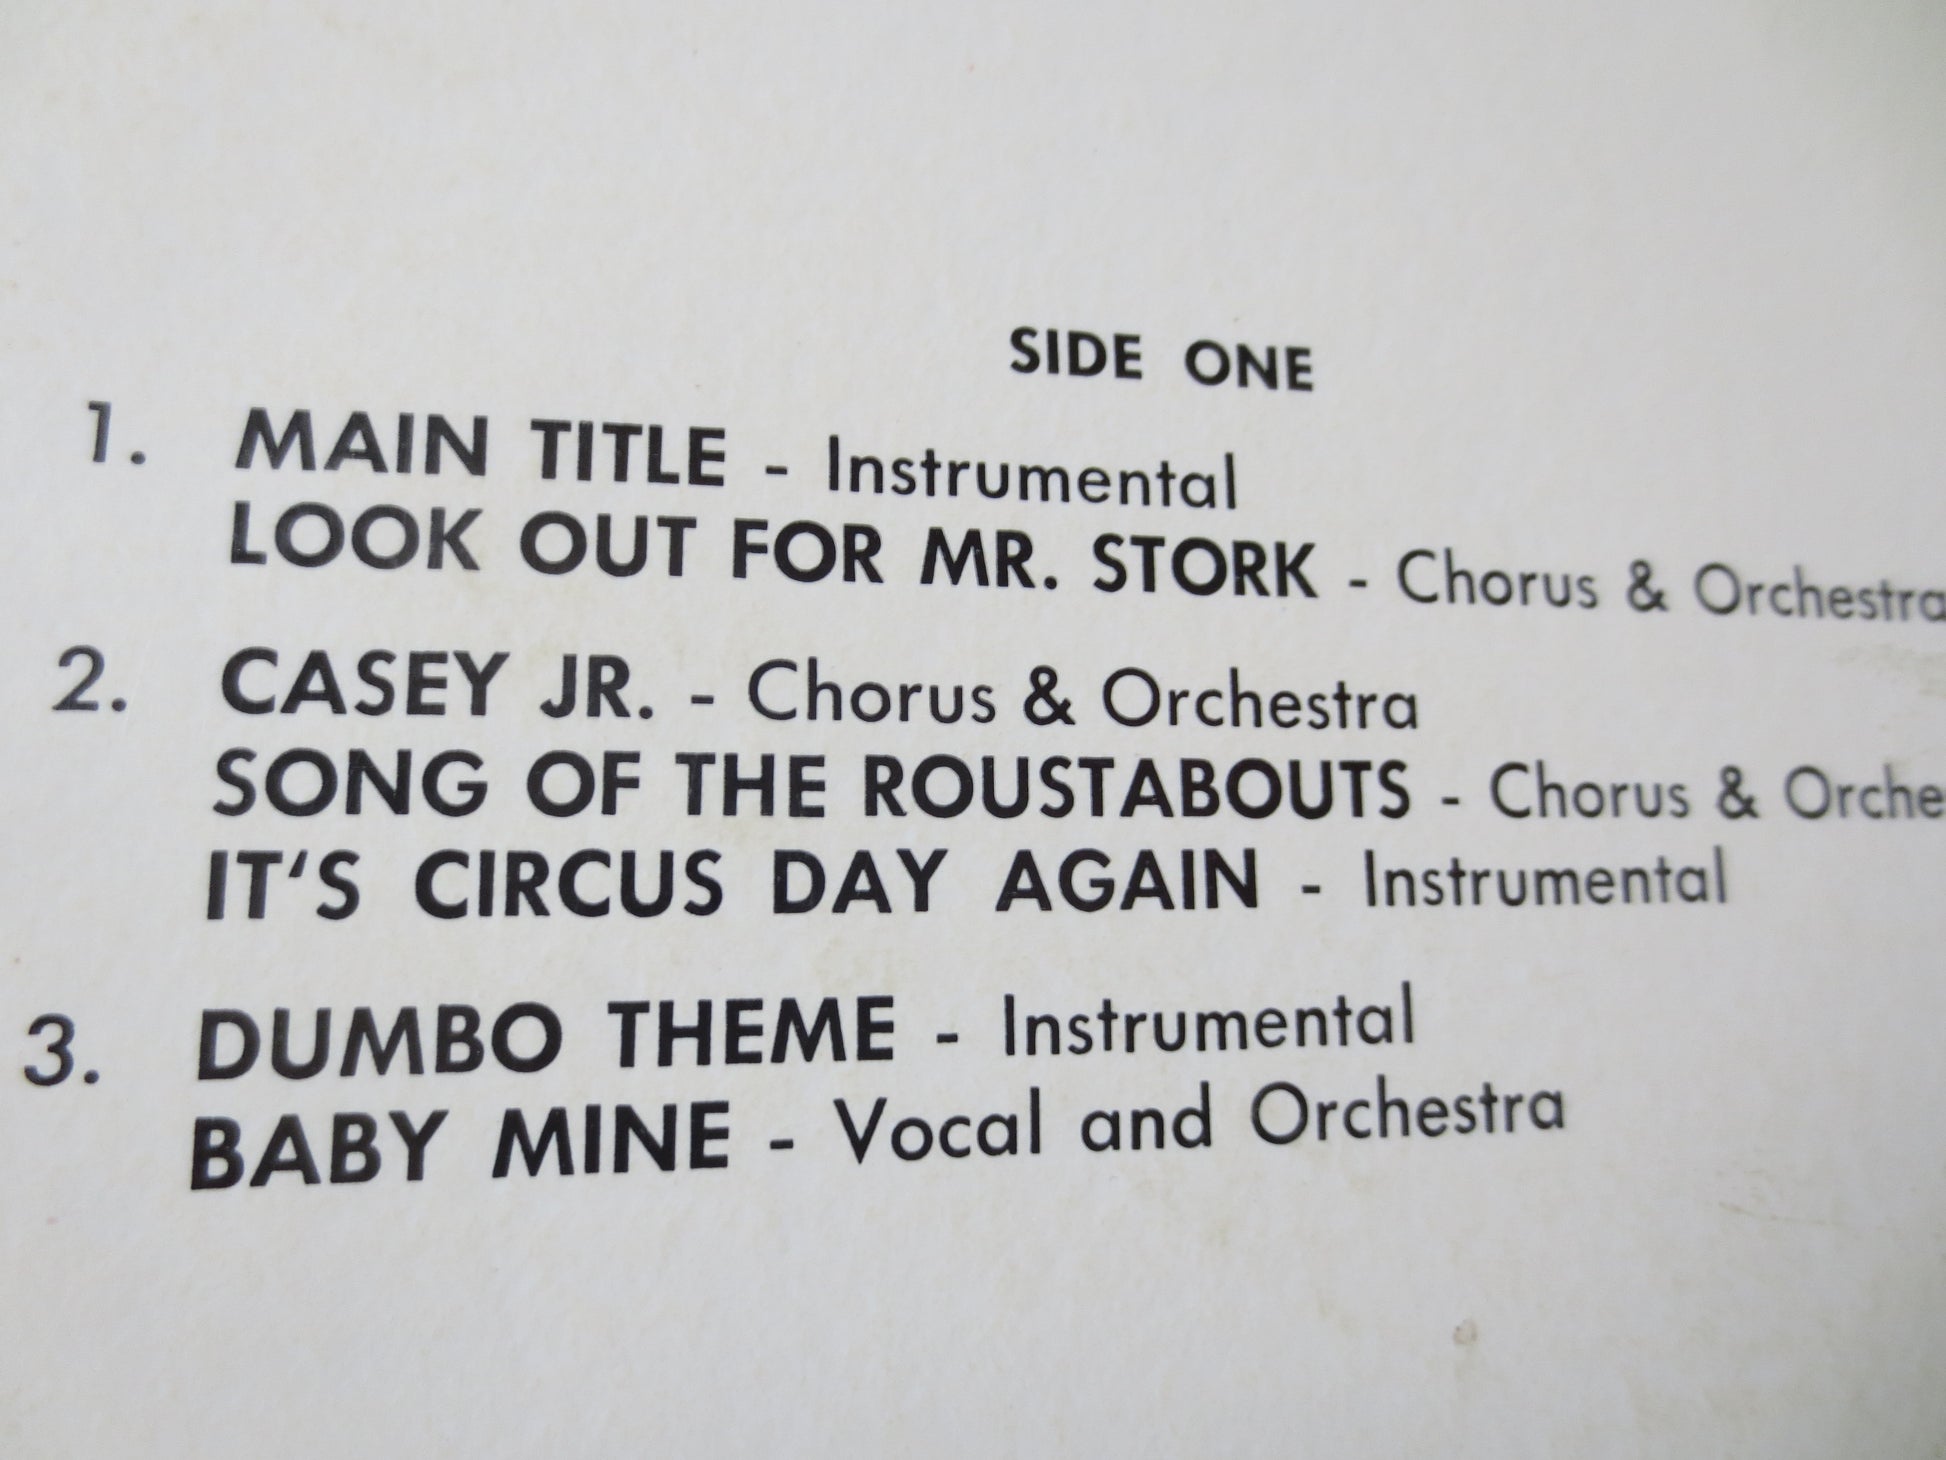 SIDE ONE
1. MAIN TITLE - Instrumental
LOOK OUT FOR MR. STORK - Chorus & Orchestra
2. CASEY JR. - Chorus & Orchestra
SONG OF THE ROUSTABOUTS - Chorus & Orche
IT'S CIRCUS DAY AGAIN - Instrumental
3. DUMBO THEME - Instrumental
BABY MINE - Vocal and Orchestra